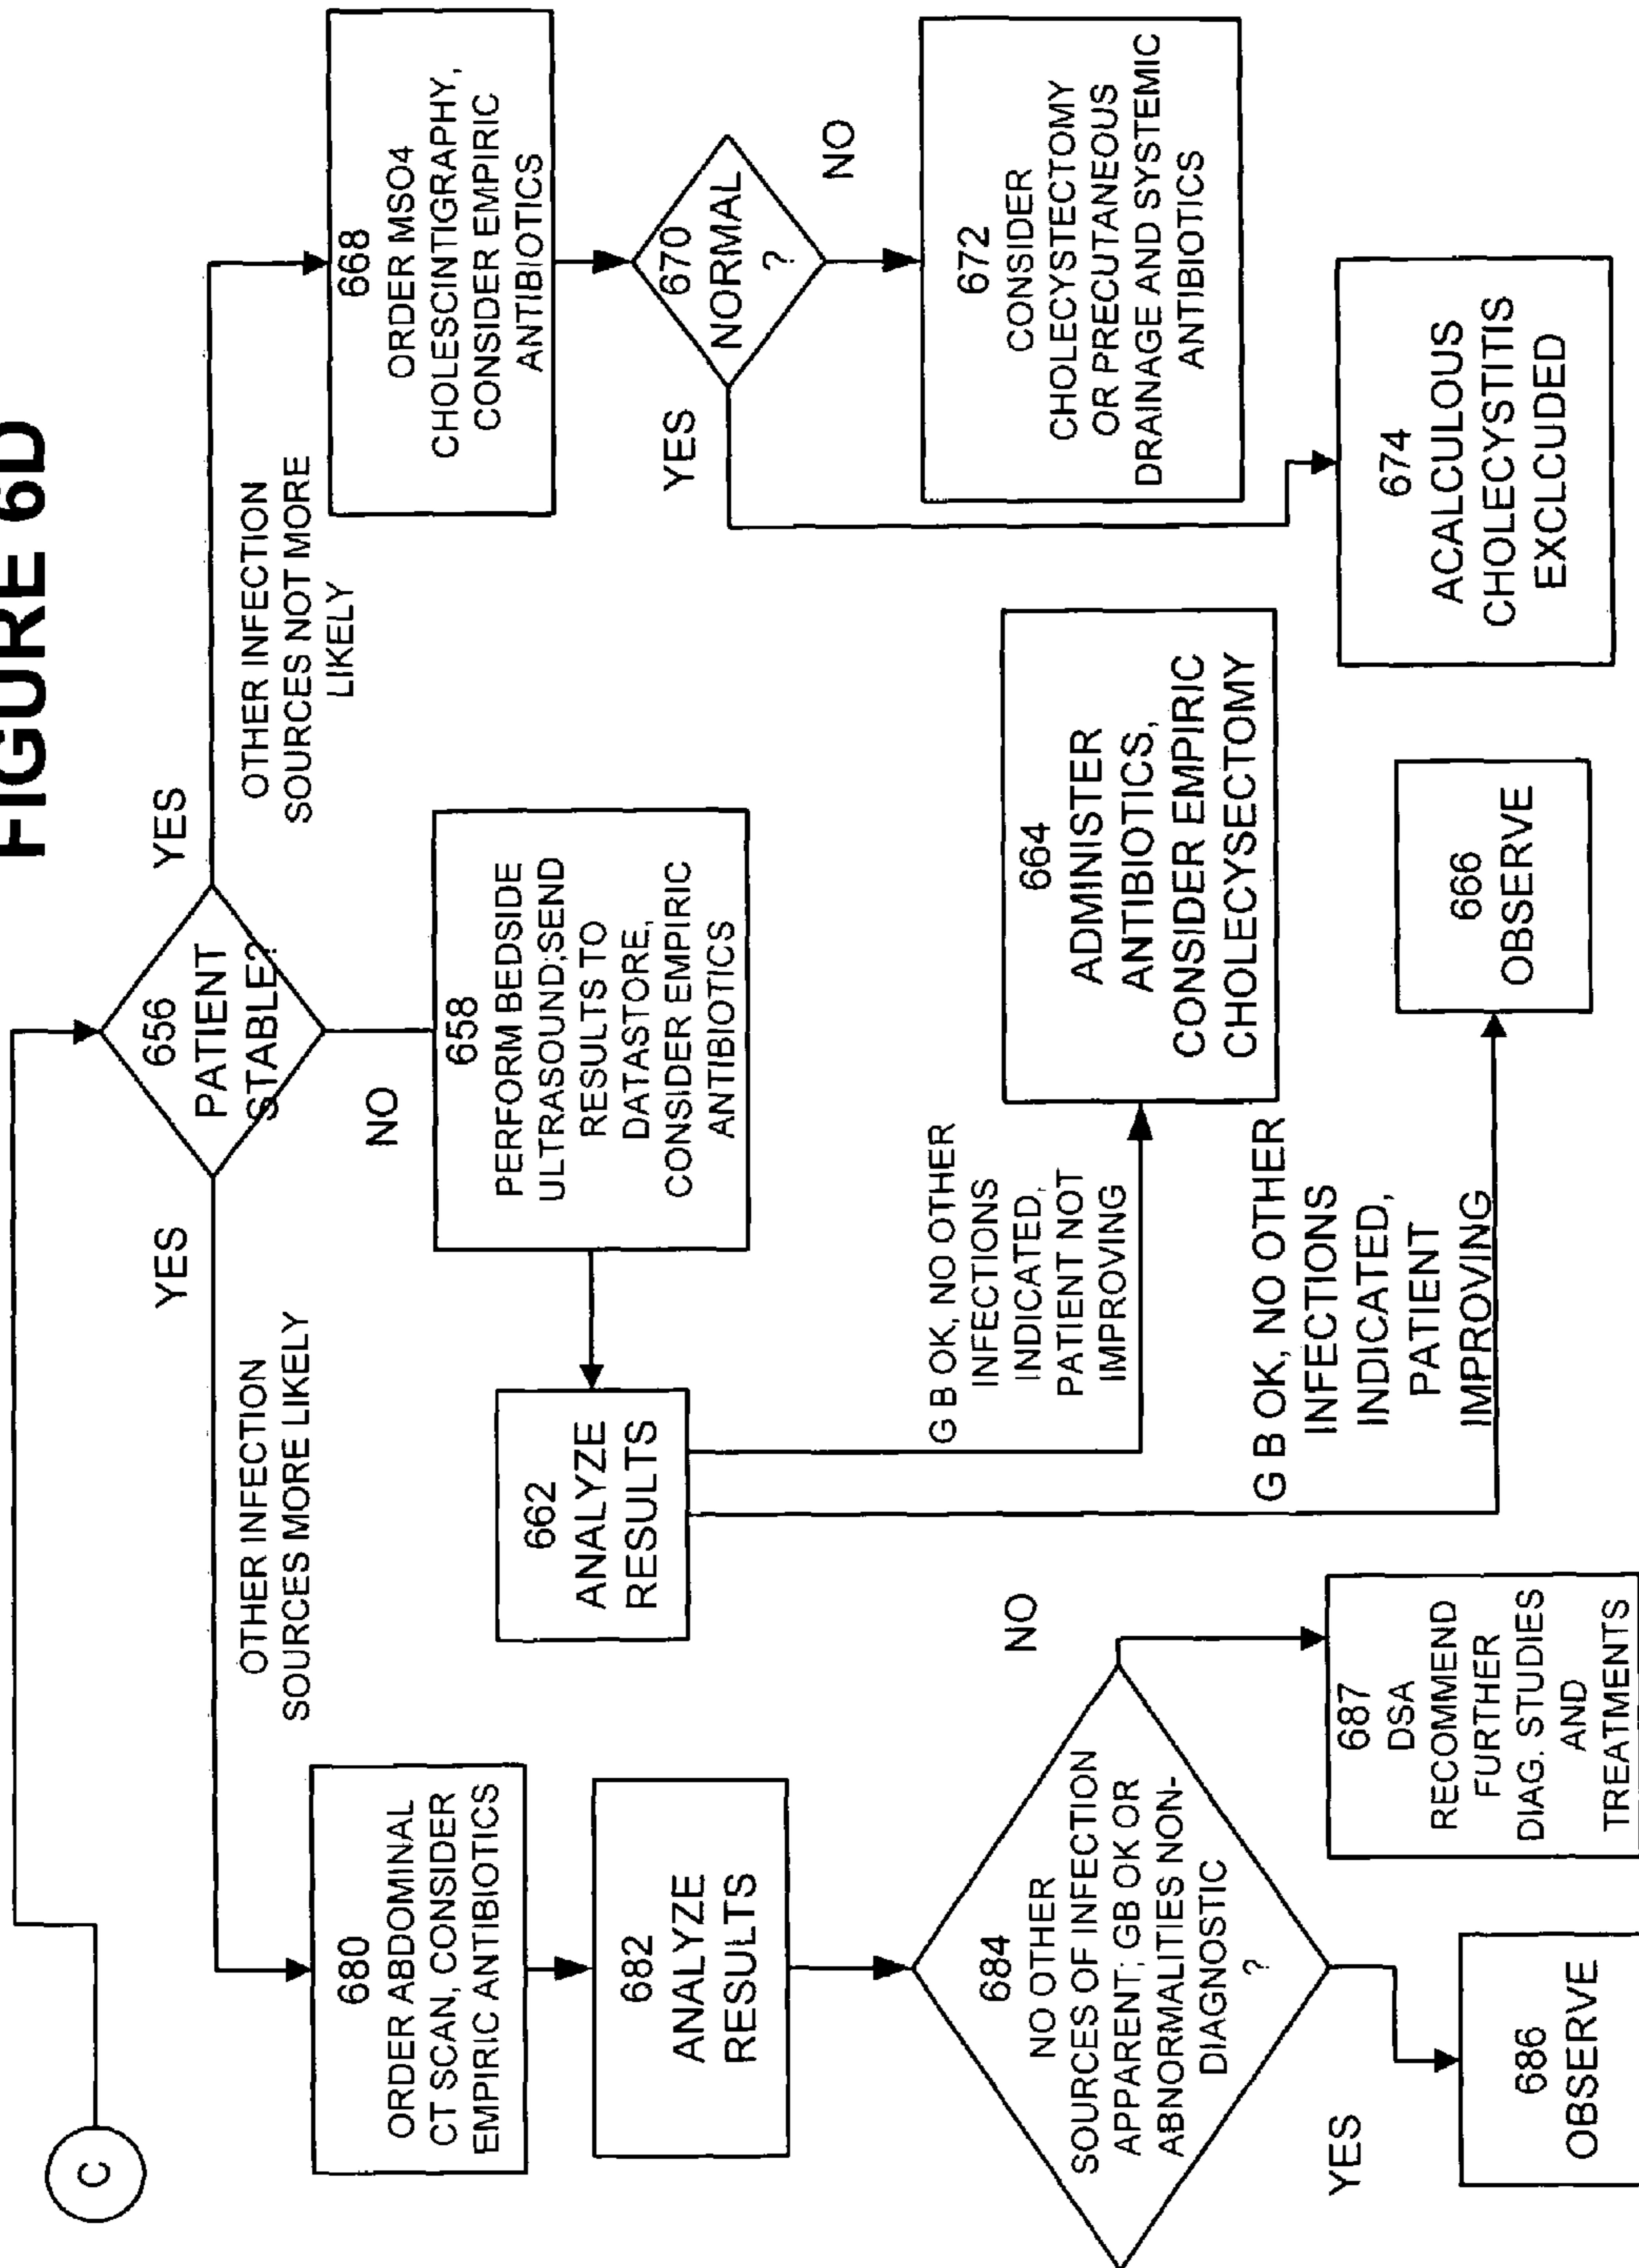 FIGURE 6D
C
656
PATIENT
STABLE?
YES
YES
NO
OTHER INFECTION
SOURCES MORE LIKELY
OTHER INFECTION
SOURCES NOT MORE
LIKELY
680
ORDER ABDOMINAL
CT SCAN, CONSIDER
EMPIRIC ANTIBIOTICS
682
ANALYZE
RESULTS
684
NO OTHER
SOURCES OF INFECTION
APPARENT; GB OK OR
ABNORMALITIES NON-
DIAGNOSTIC
?
YES
NO
686
OBSERVE
687
DSA
RECOMMEND
FURTHER
DIAG. STUDIES
AND
TREATMENTS
658
PERFORM BEDSIDE
ULTRASOUND;SEND
RESULTS TO
DATASTORE,
CONSIDER EMPIRIC
ANTIBIOTICS
662
ANALYZE
RESULTS
G B OK, NO OTHER
INFECTIONS
INDICATED,
PATIENT NOT
IMPROVING
G B OK, NO OTHER
INFECTIONS
INDICATED,
PATIENT
IMPROVING
664
ADMINISTER
ANTIBIOTICS,
CONSIDER EMPIRIC
CHOLECYSECTOMY
666
OBSERVE
668
ORDER MSO4
CHOLESCINTIGRAPHY,
CONSIDER EMPIRIC
ANTIBIOTICS
670
NORMAL
?
YES
NO
672
CONSIDER
CHOLECYSTECTOMY
OR PRECUTANEOUS
DRAINAGE AND SYSTEMIC
ANTIBIOTICS
674
ACALCULOUS
CHOLECYSTITIS
EXCLCUDED